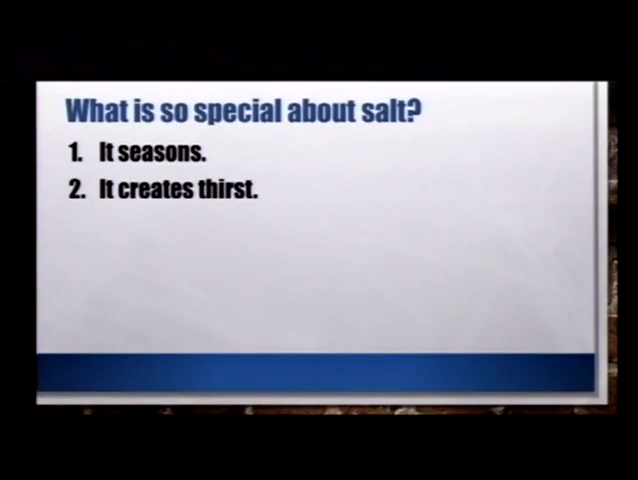 What is so special about salt?
1. It seasons.
2. It creates thirst.